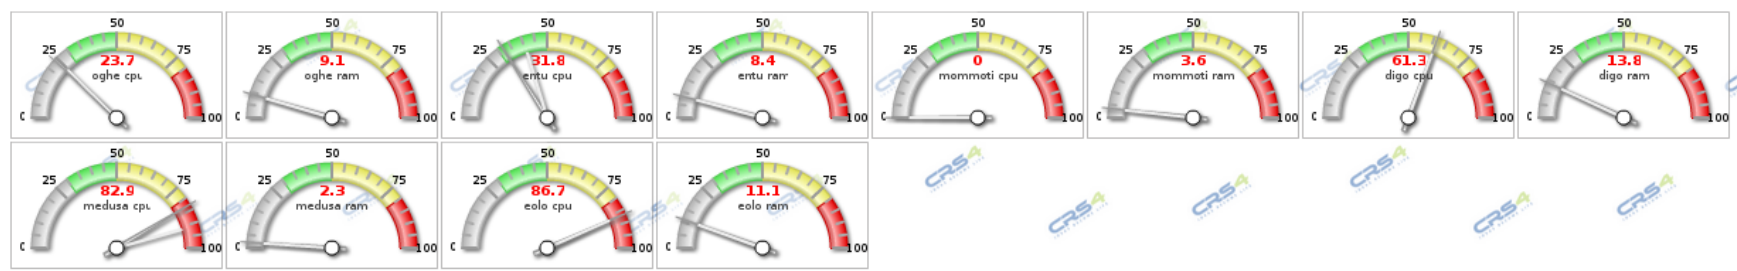 50
25 75
23.7
oghe cpu
0 100
50
25 75
9.1
oghe ram
0 100
50
25 75
31.8
entu cpu
0 100
50
25 75
8.4
entu ram
0 100
50
25 75
0
mommoti cpu
0 100
50
25 75
3.6
mommoti ram
0 100
50
25 75
61.3
digo cpu
0 100
50
25 75
13.8
digo ram
0 100
50
25 75
82.9
medusa cpu
0 100
50
25 75
2.3
medusa ram
0 100
50
25 75
86.7
eolo cpu
0 100
50
25 75
11.1
eolo ram
0 100
CRS4
CRS4
CRS4
CRS4
CRS4
CRS4